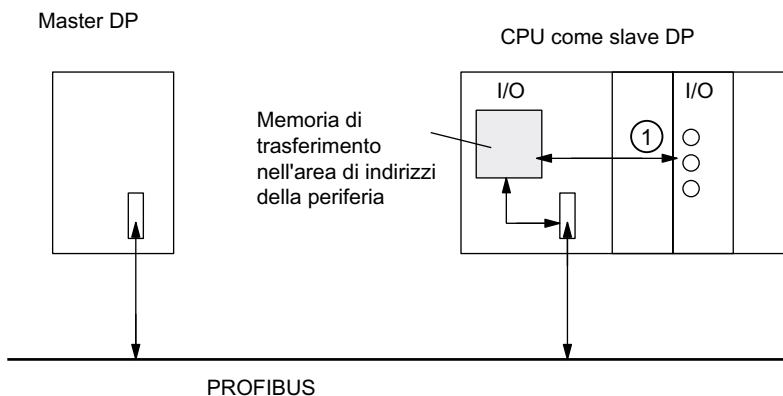 Master DP
CPU come slave DP
I/O
I/O
Memoria di
trasferimento
nell'area di indirizzi
della periferia
1
PROFIBUS